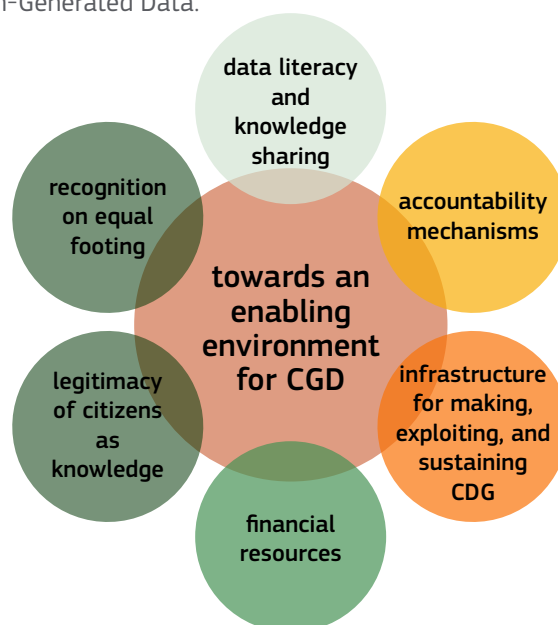 n-Generated Data.
data literacy
and
knowledge
sharing
recognition
on equal
footing
accountability
mechanisms
towards an
enabling
environment
for CGD
legitimacy
of citizens
as
knowledge
infrastructure
for making,
exploiting, and
sustaining
CDG
financial
resources